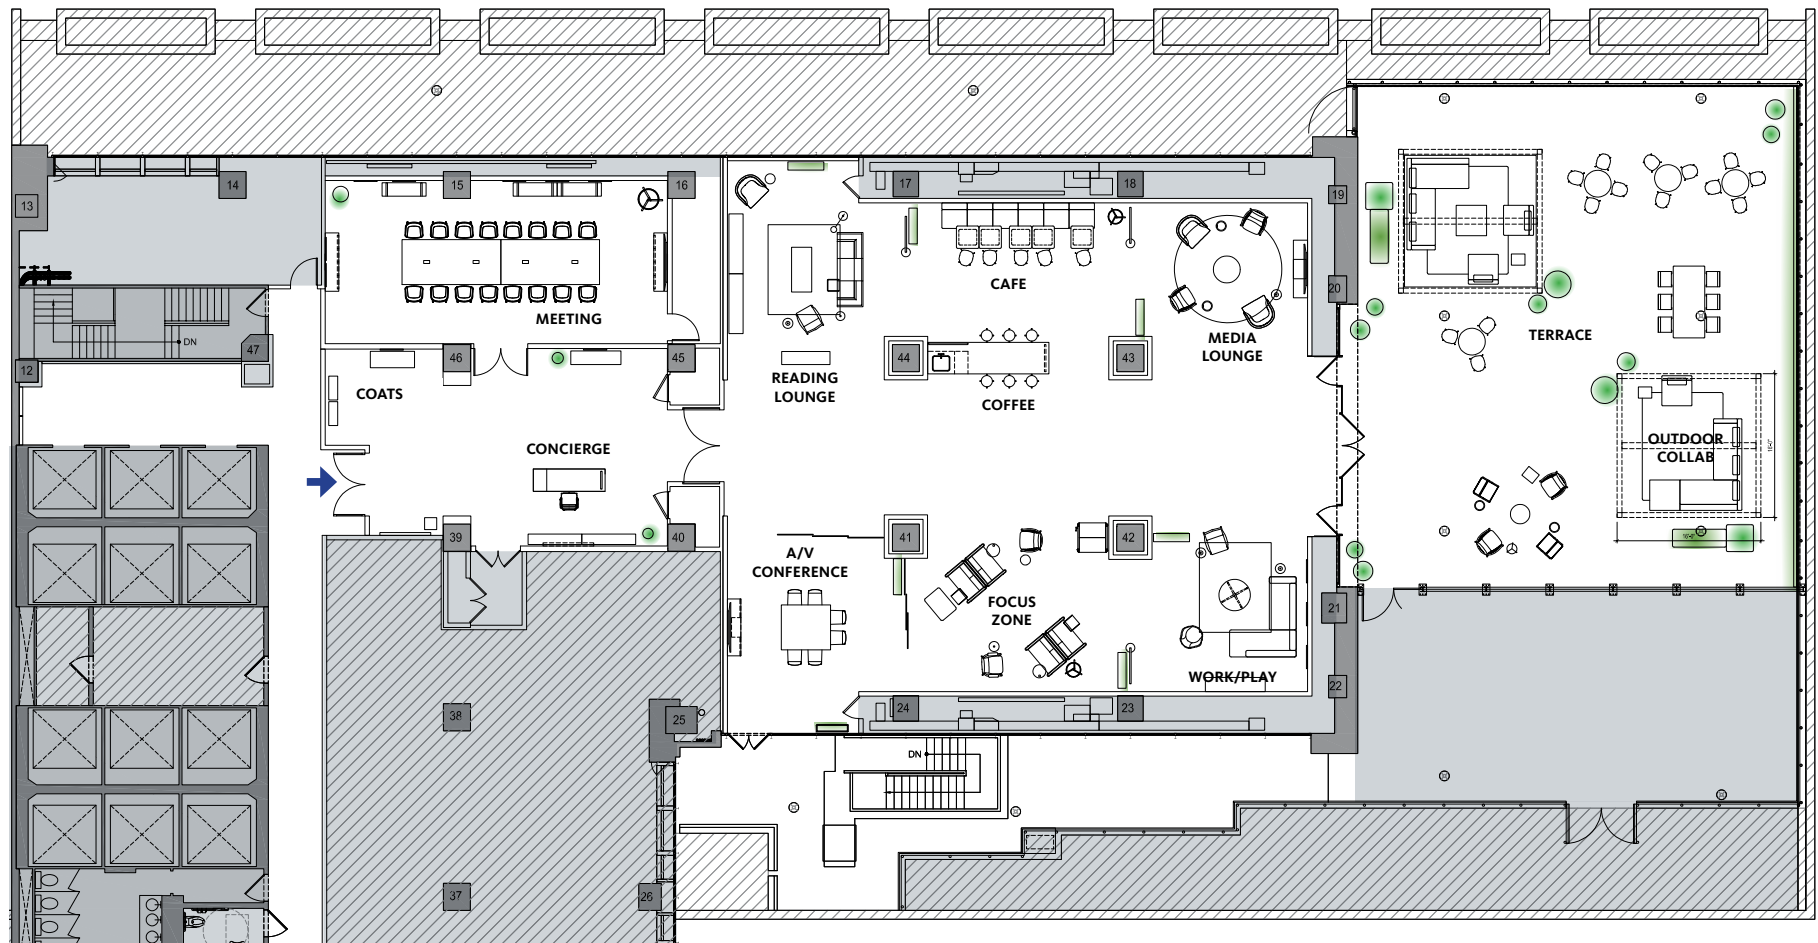 14
15
16
17
18
19
13
20
CAFE
MEETING
TERRACE
MEDIA
LOUNGE
DN
47
46
45
44
43
12
READING
LOUNGE
COATS
COFFEE
OUTDOOR
COLLAB
CONCIERGE
39
40
41
42
A/V
CONFERENCE
FOCUS
ZONE
21
WORK/PLAY
22
24
23
38
25
DN
37
26